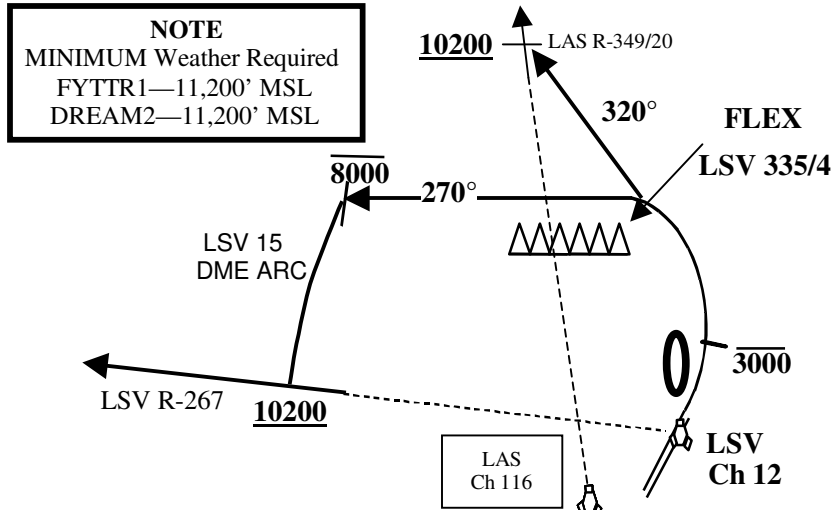 NOTE
MINIMUM Weather Required
FYTTR1—11,200’ MSL
DREAM2—11,200’ MSL
10200
LAS R-349/20
320°
FLEX
LSV 335/4
8000
270°
LSV 15
DME ARC
3000
LSV R-267
10200
LAS
Ch 116
LSV
Ch 12